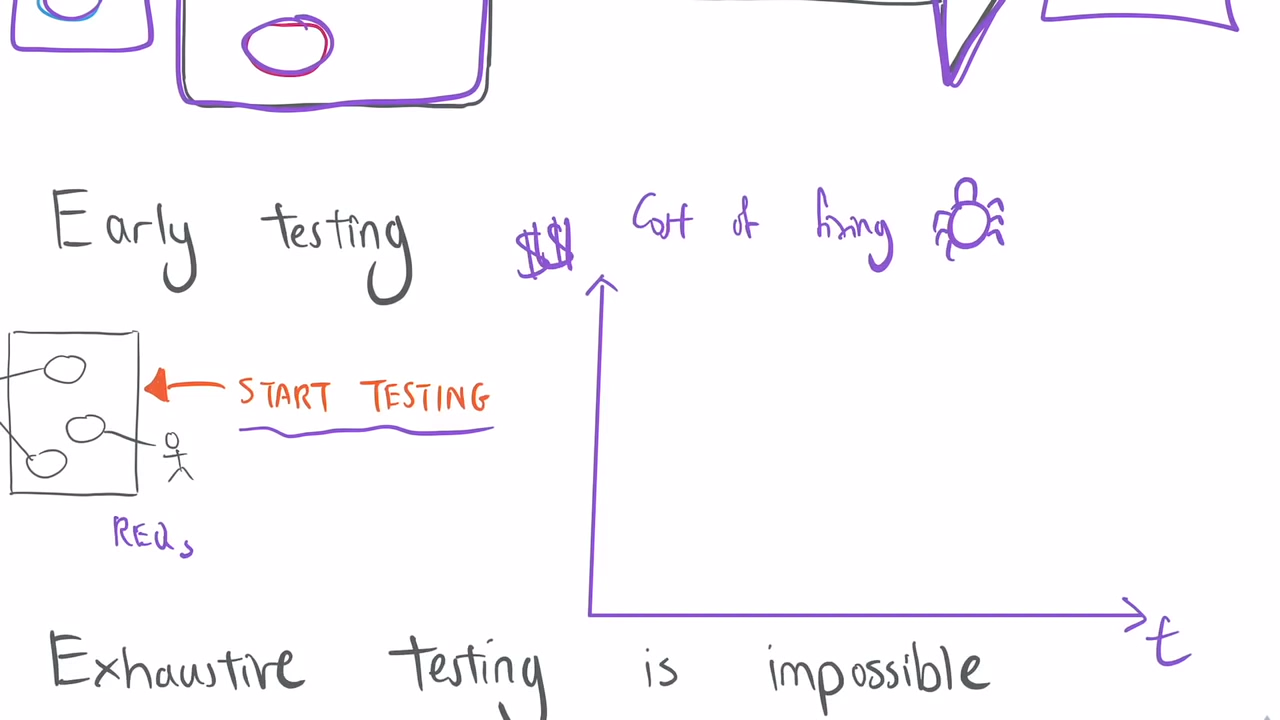 Early testing
$$
Cost of fixing
START TESTING
REQs
t
Exhaustive testing is impossible